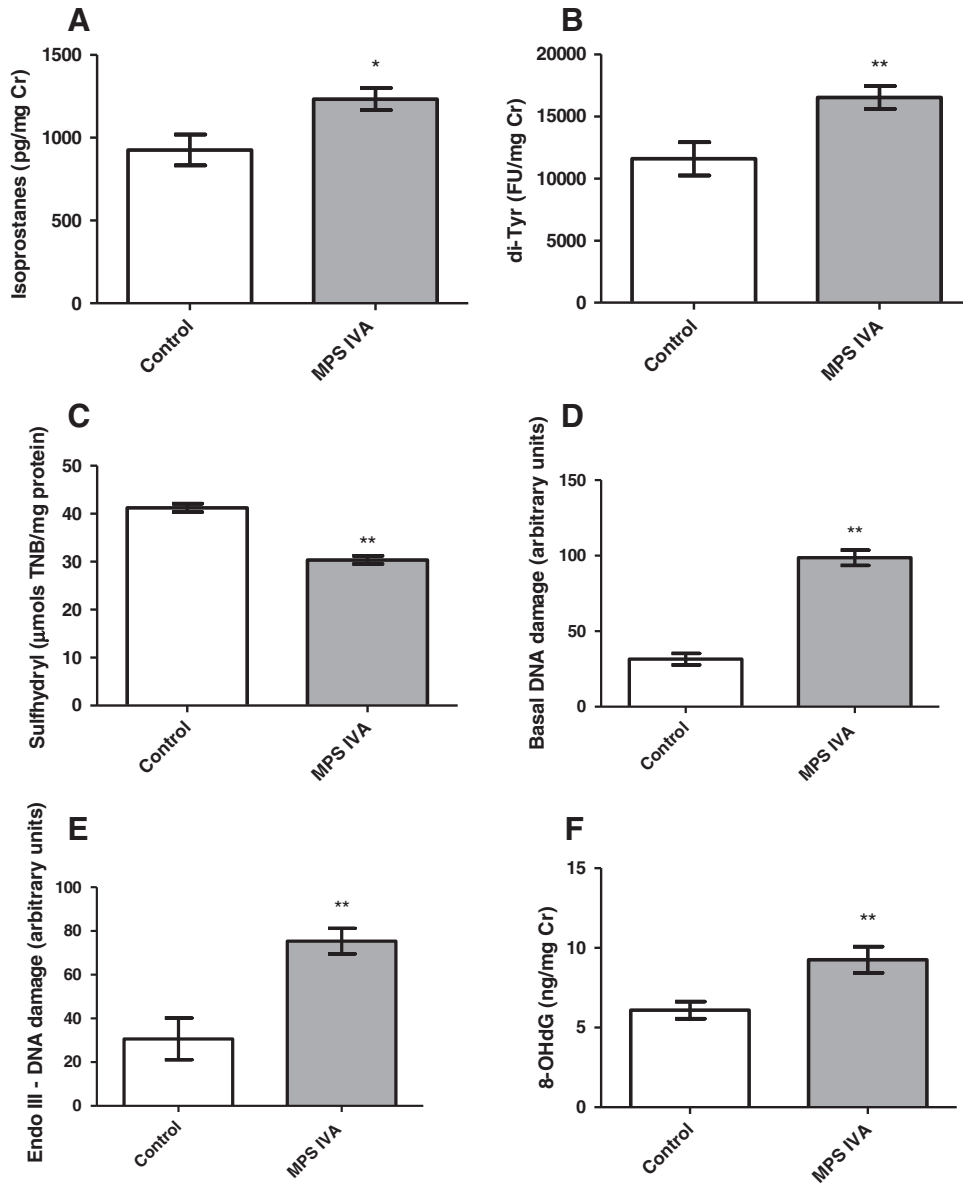 A
Isoprostanes (pg/mg Cr)
1500
1000
500
0
*
Control
MPS IVA
B
di-Tyr (FU/mg Cr)
20000
15000
10000
5000
0
**
Control
MPS IVA
C
Sulfhydryl (µmols TNB/mg protein)
50
40
30
20
10
0
**
Control
MPS IVA
D
Basal DNA damage (arbitrary units)
150
100
50
0
**
Control
MPS IVA
E
Endo III - DNA damage (arbitrary units)
100
80
60
40
20
0
**
Control
MPS IVA
F
8-OHdG (ng/mg Cr)
15
10
5
0
**
Control
MPS IVA